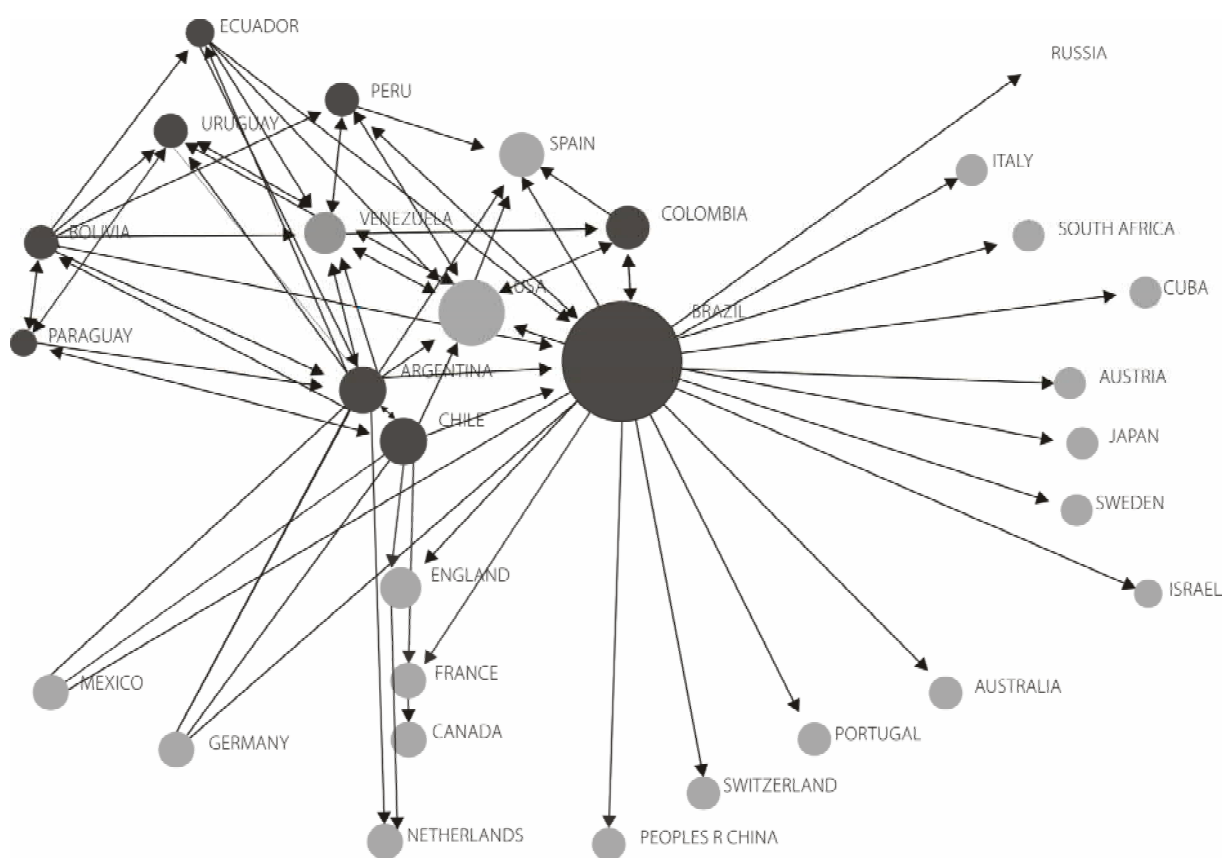 ECUADOR
RUSSIA
PERU
URUGUAY
SPAIN
ITALY
VENEZUELA
COLOMBIA
BOLIVIA
SOUTH AFRICA
USA
CUBA
BRAZIL
PARAGUAY
ARGENTINA
AUSTRIA
CHILE
JAPAN
SWEDEN
ENGLAND
ISRAEL
FRANCE
MEXICO
AUSTRALIA
CANADA
PORTUGAL
GERMANY
SWITZERLAND
NETHERLANDS
PEOPLES R CHINA